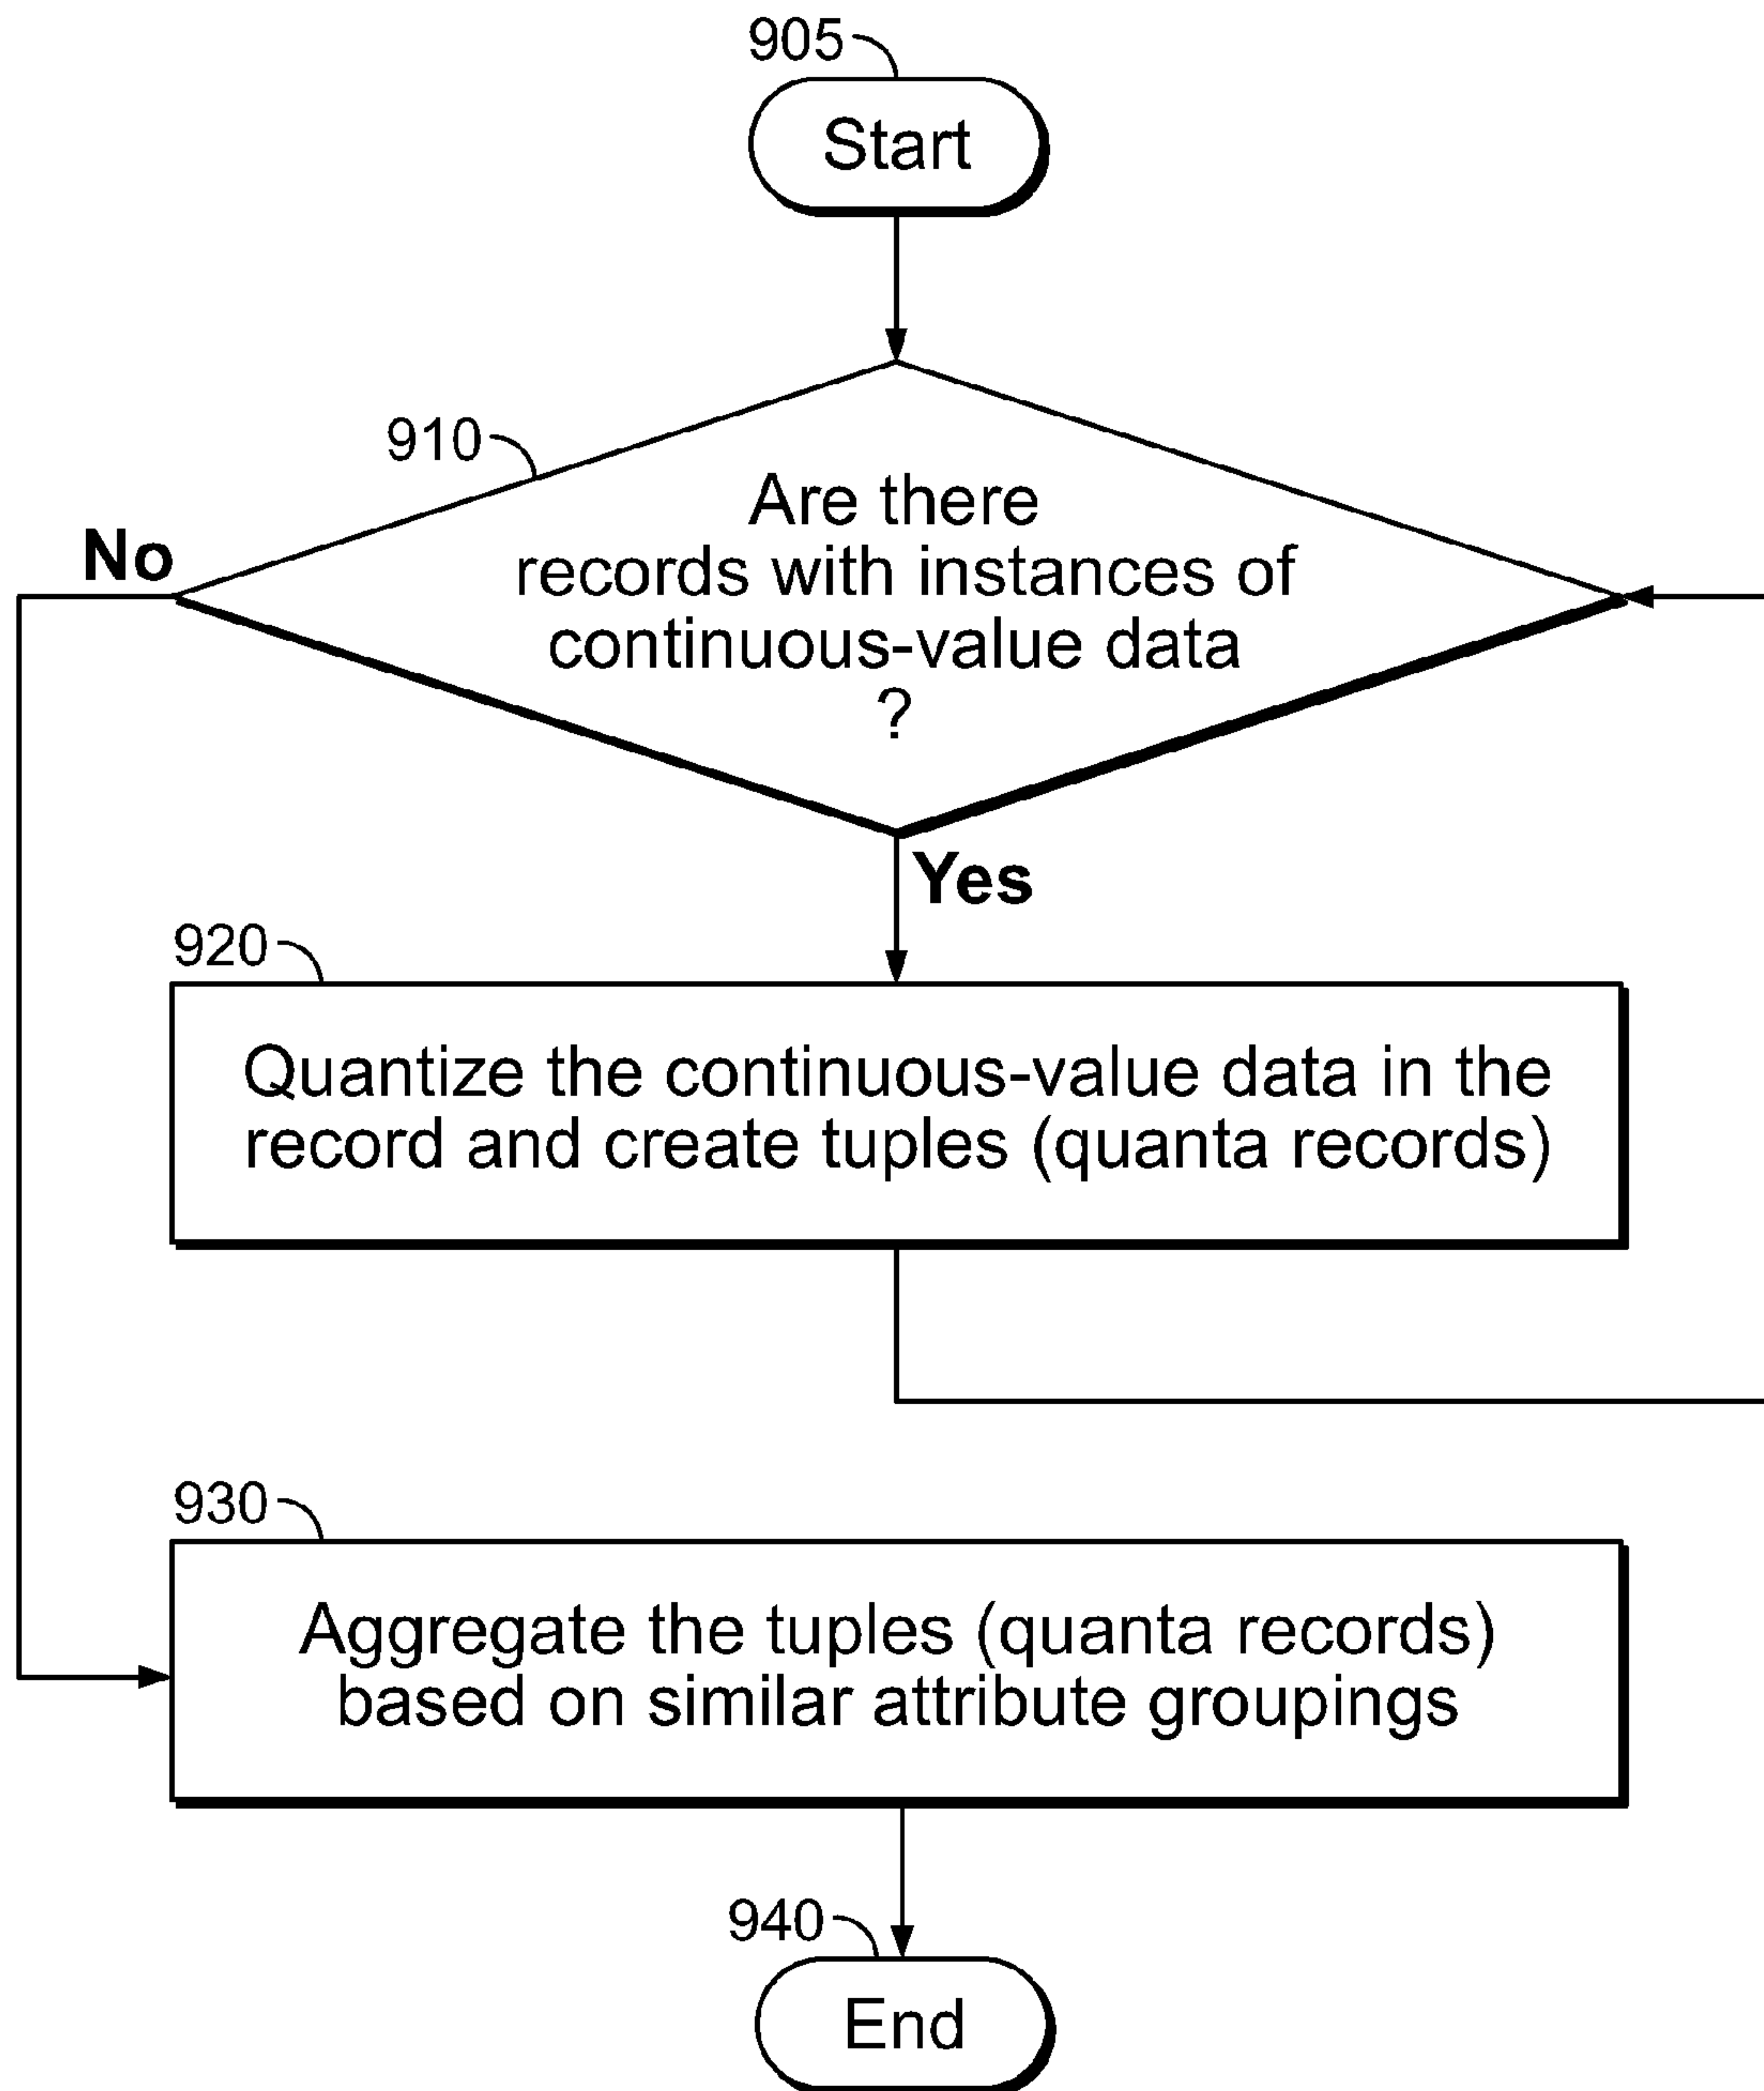 905
Start
910
Are there
records with instances of
continuous-value data
?
No
Yes
920
Quantize the continuous-value data in the
record and create tuples (quanta records)
930
Aggregate the tuples (quanta records)
based on similar attribute groupings
940
End